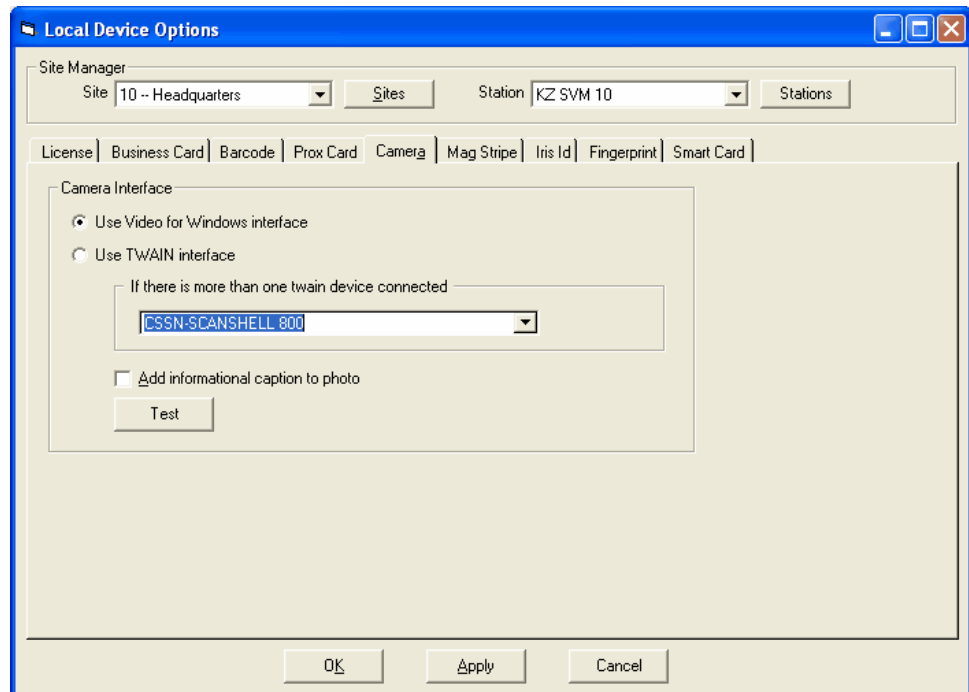 Local Device Options
Site Manager
Site 10 -- Headquarters Sites Station KZ SVM 10 Stations
License Business Card Barcode Prox Card Camera Mag Stripe Iris Id Fingerprint Smart Card
Camera Interface
Use Video for Windows interface
Use TWAIN interface
If there is more than one twain device connected
CSSN-SCANSHELL 800
Add informational caption to photo
Test
OK Apply Cancel